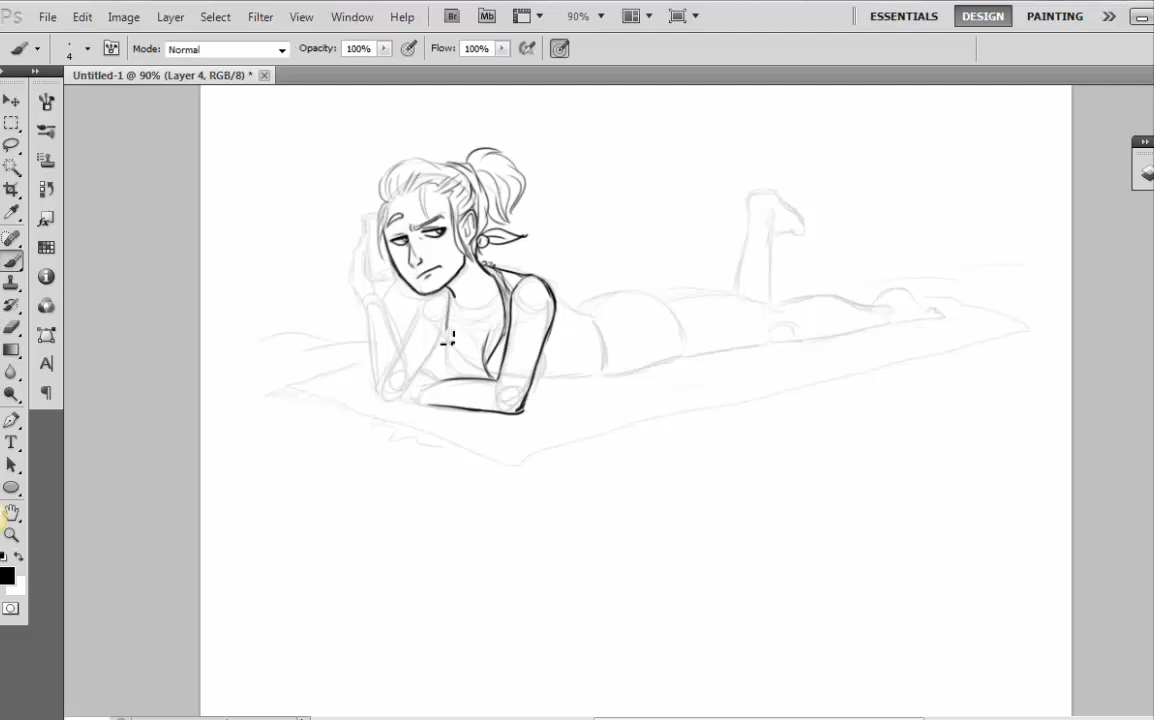 Ps File Edit Image Layer Select Filter View Window Help Br Mb 90% ESSENTIALS DESIGN PAINTING
4 Mode: Normal Opacity: 100% Flow: 100%
Untitled-1 @ 90% (Layer 4, RGB/8) *